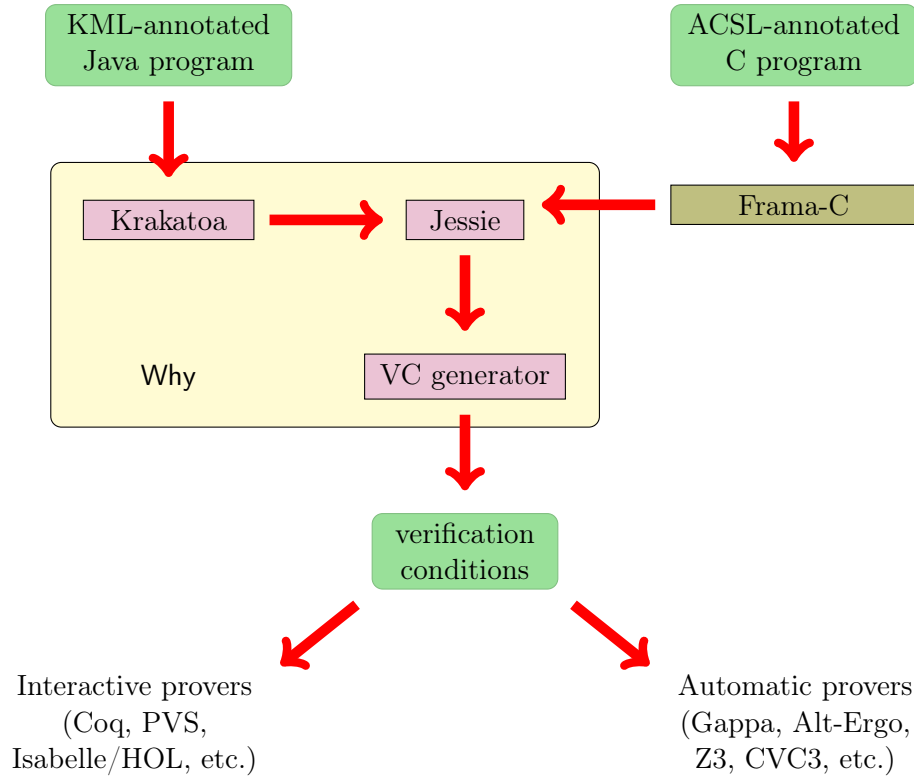 KML-annotated
Java program
ACSL-annotated
C program
Krakatoa
Jessie
Frama-C
Why
VC generator
verification
conditions
Interactive provers
(Coq, PVS,
Isabelle/HOL, etc.)
Automatic provers
(Gappa, Alt-Ergo,
Z3, CVC3, etc.)